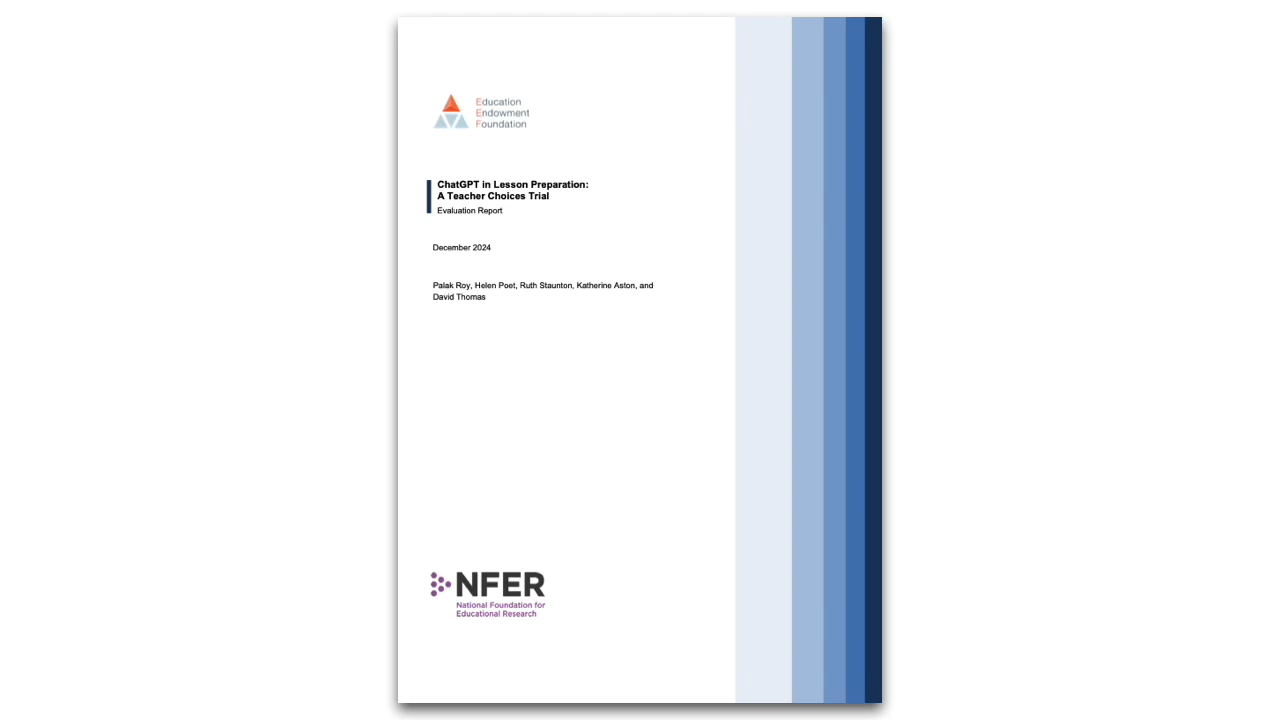 Education
Endowment
Foundation
ChatGPT in Lesson Preparation:
A Teacher Choices Trial
Evaluation Report
December 2024
Palak Roy, Helen Poet, Ruth Staunton, Katherine Aston, and
David Thomas
NFER
National Foundation for
Educational Research